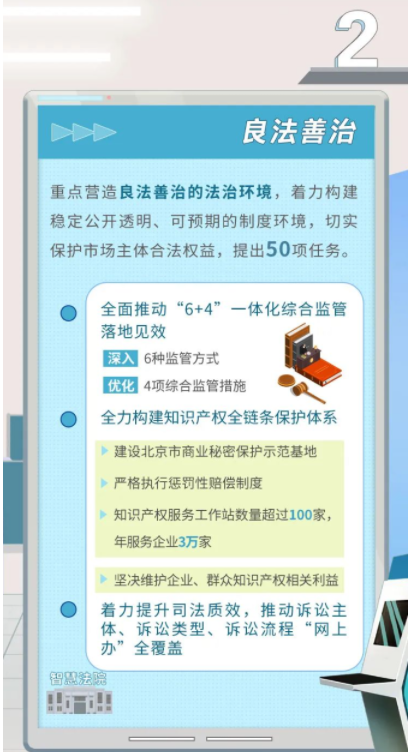 2
良法善治
重点营造良法善治的法治环境，着力构建
稳定公开透明、可预期的制度环境，切实
保护市场主体合法权益，提出50项任务。
全面推动“6+4”一体化综合监管
落地见效
深入 6种监管方式
优化 4项综合监管措施
全力构建知识产权全链条保护体系
建设北京市商业秘密保护示范基地
严格执行惩罚性赔偿制度
知识产权服务工作站数量超过100家，
年服务企业3万家
坚决维护企业、群众知识产权相关利益
着力提升司法质效，推动诉讼主
体、诉讼类型、诉讼流程“网上
办”全覆盖
智慧法院